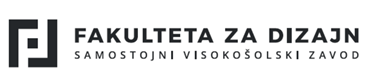 FAKULTETA ZA DIZAJN
SAMOSTOJNI VISOKOŠOLSKI ZAVOD